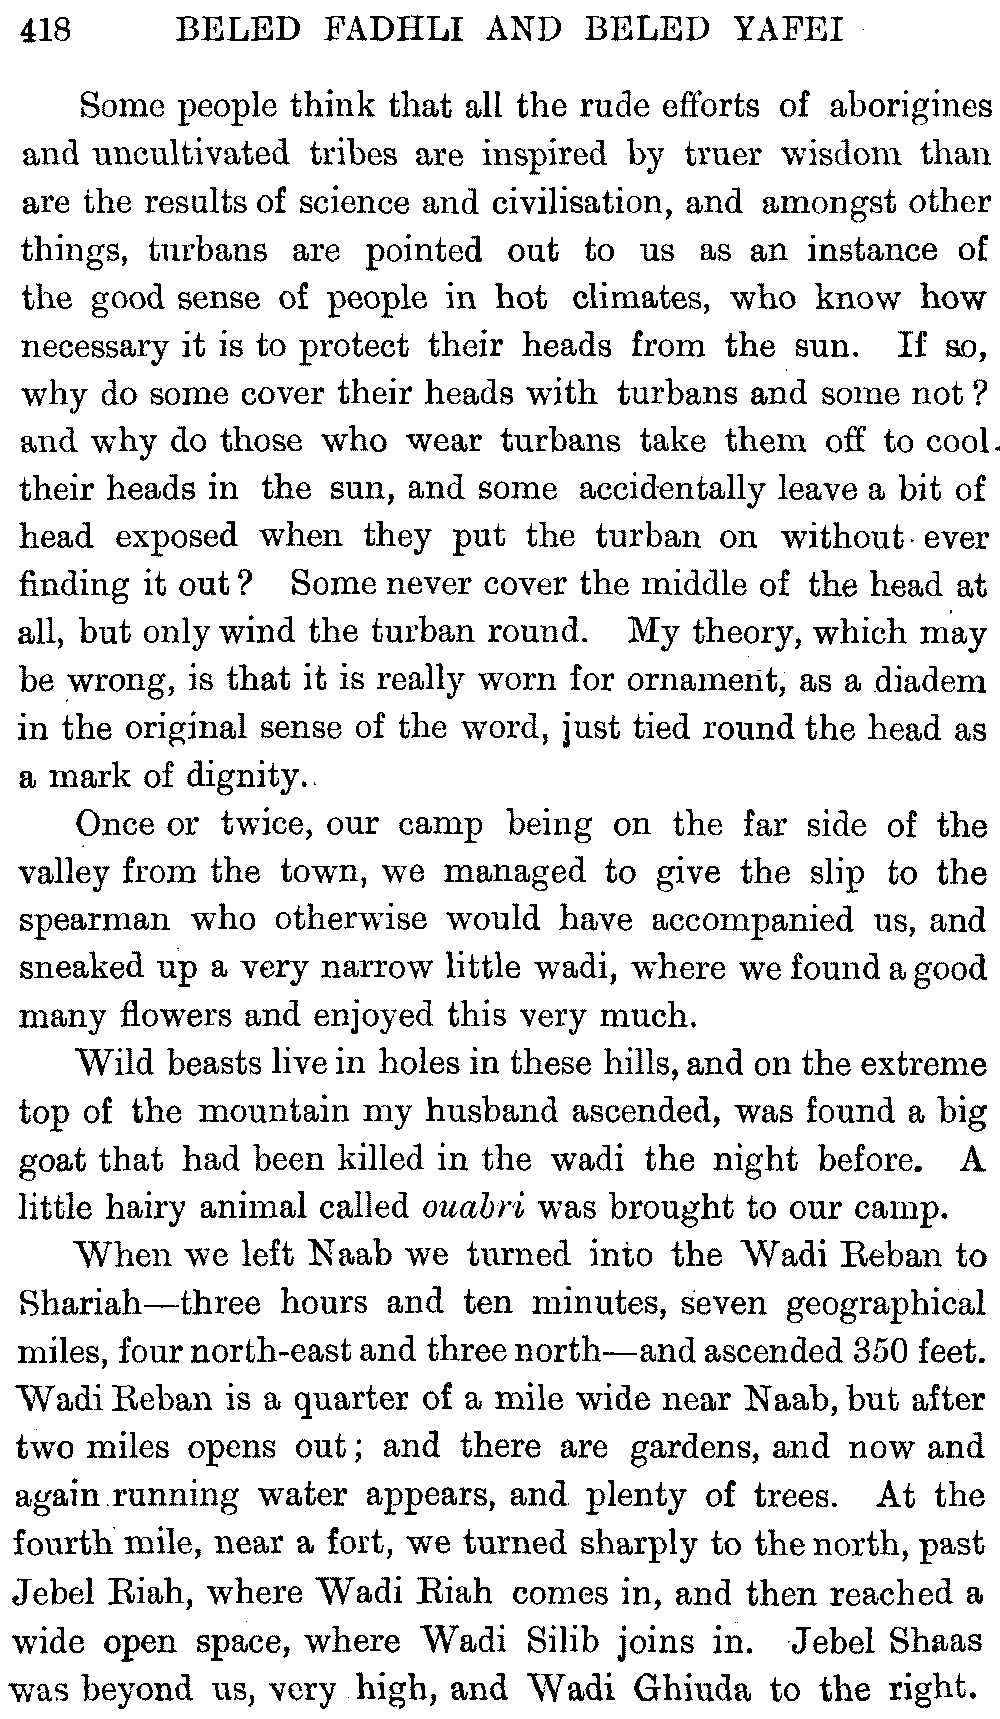 418 BELED FADHLI AND BELED YAFEI
Some people think that all the rude efforts of aborigines
and uncultivated tribes are inspired by truer wisdom than
are the results of science and civilisation, and amongst other
things, turbans are pointed out to us as an instance of
the good sense of people in hot climates, who know how
necessary it is to protect their heads from the sun. If so,
why do some cover their heads with turbans and some not?
and why do those who wear turbans take them off to cool
their heads in the sun, and some accidentally leave a bit of
head exposed when they put the turban on without ever
finding it out? Some never cover the middle of the head at
all, but only wind the turban round. My theory, which may
be wrong, is that it is really worn for ornament, as a diadem
in the original sense of the word, just tied round the head as
a mark of dignity.
Once or twice, our camp being on the far side of the
valley from the town, we managed to give the slip to the
spearman who otherwise would have accompanied us, and
sneaked up a very narrow little wadi, where we found a good
many flowers and enjoyed this very much.
Wild beasts live in holes in these hills, and on the extreme
top of the mountain my husband ascended, was found a big
goat that had been killed in the wadi the night before. A
little hairy animal called ouabri was brought to our camp.
When we left Naab we turned into the Wadi Reban to
Shariah—three hours and ten minutes, seven geographical
miles, four north-east and three north—and ascended 350 feet.
Wadi Reban is a quarter of a mile wide near Naab, but after
two miles opens out; and there are gardens, and now and
again running water appears, and plenty of trees. At the
fourth mile, near a fort, we turned sharply to the north, past
Jebel Riah, where Wadi Riah comes in, and then reached a
wide open space, where Wadi Silib joins in. Jebel Shaas
was beyond us, very high, and Wadi Ghiuda to the right.